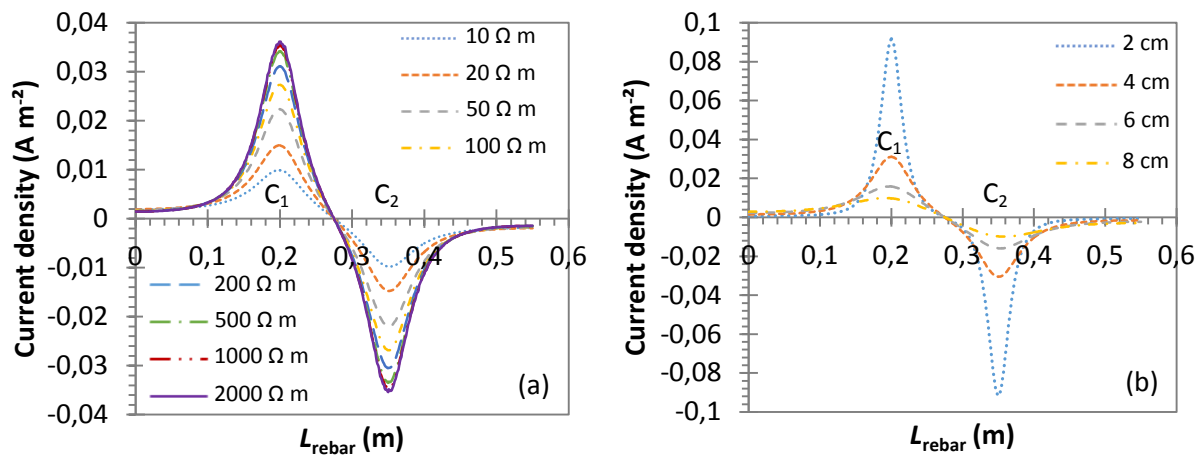 Current density (A m⁻²)
0,04
0,03
0,02
0,01
0
-0,01
-0,02
-0,03
-0,04
0
0,1
0,2
0,3
0,4
0,5
0,6
10 Ω m
20 Ω m
50 Ω m
100 Ω m
C₁
C₂
200 Ω m
500 Ω m
1000 Ω m
2000 Ω m
(a)
L rebar (m)
Current density (A m⁻²)
0,1
0,08
0,06
0,04
0,02
0
-0,02
-0,04
-0,06
-0,08
-0,1
0
0,1
0,2
0,3
0,4
0,5
0,6
2 cm
4 cm
6 cm
8 cm
C₁
C₂
(b)
L rebar (m)